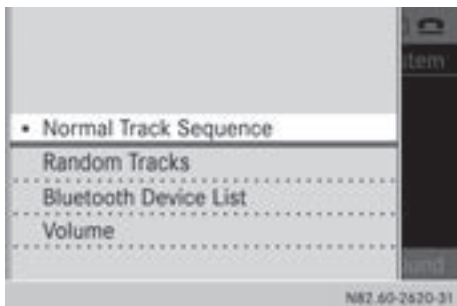 • Normal Track Sequence
Random Tracks
Bluetooth Device List
Volume
N82.60-2620-31